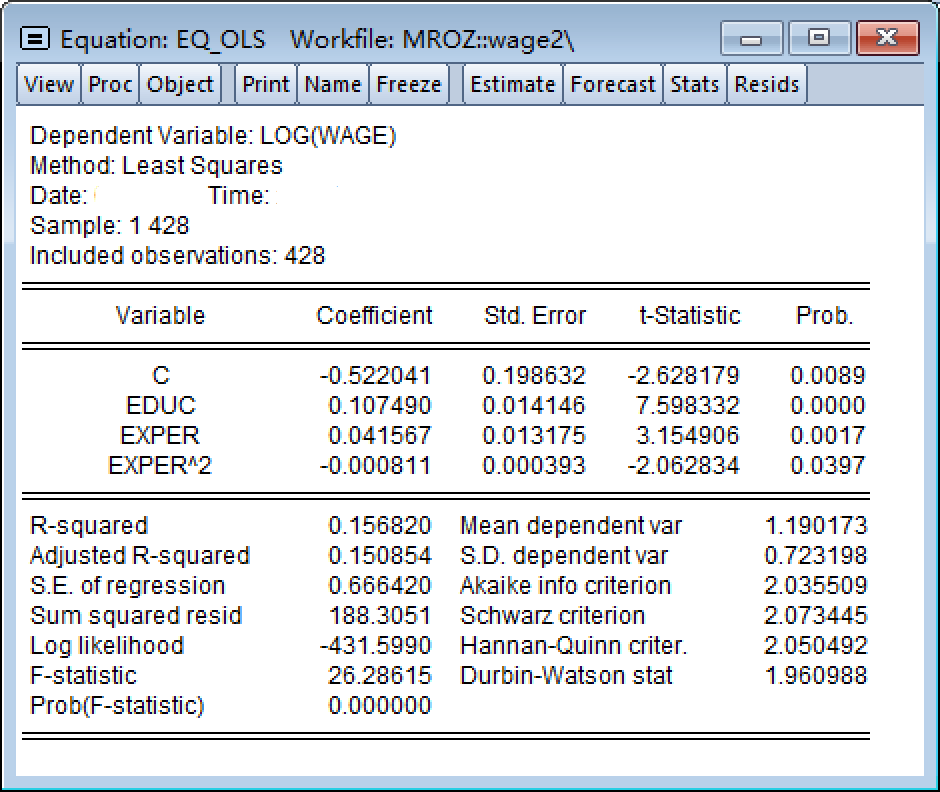 Equation: EQ_OLS Workfile: MROZ::wage2\
View Proc Object Print Name Freeze Estimate Forecast Stats Resids
Dependent Variable: LOG(WAGE)
Method: Least Squares
Date: Time:
Sample: 1 428
Included observations: 428
Variable Coefficient Std. Error t-Statistic Prob.
C -0.522041 0.198632 -2.628179 0.0089
EDUC 0.107490 0.014146 7.598332 0.0000
EXPER 0.041567 0.013175 3.154906 0.0017
EXPER^2 -0.000811 0.000393 -2.062834 0.0397
R-squared 0.156820 Mean dependent var 1.190173
Adjusted R-squared 0.150854 S.D. dependent var 0.723198
S.E. of regression 0.666420 Akaike info criterion 2.035509
Sum squared resid 188.3051 Schwarz criterion 2.073445
Log likelihood -431.5990 Hannan-Quinn criter. 2.050492
F-statistic 26.28615 Durbin-Watson stat 1.960988
Prob(F-statistic) 0.000000